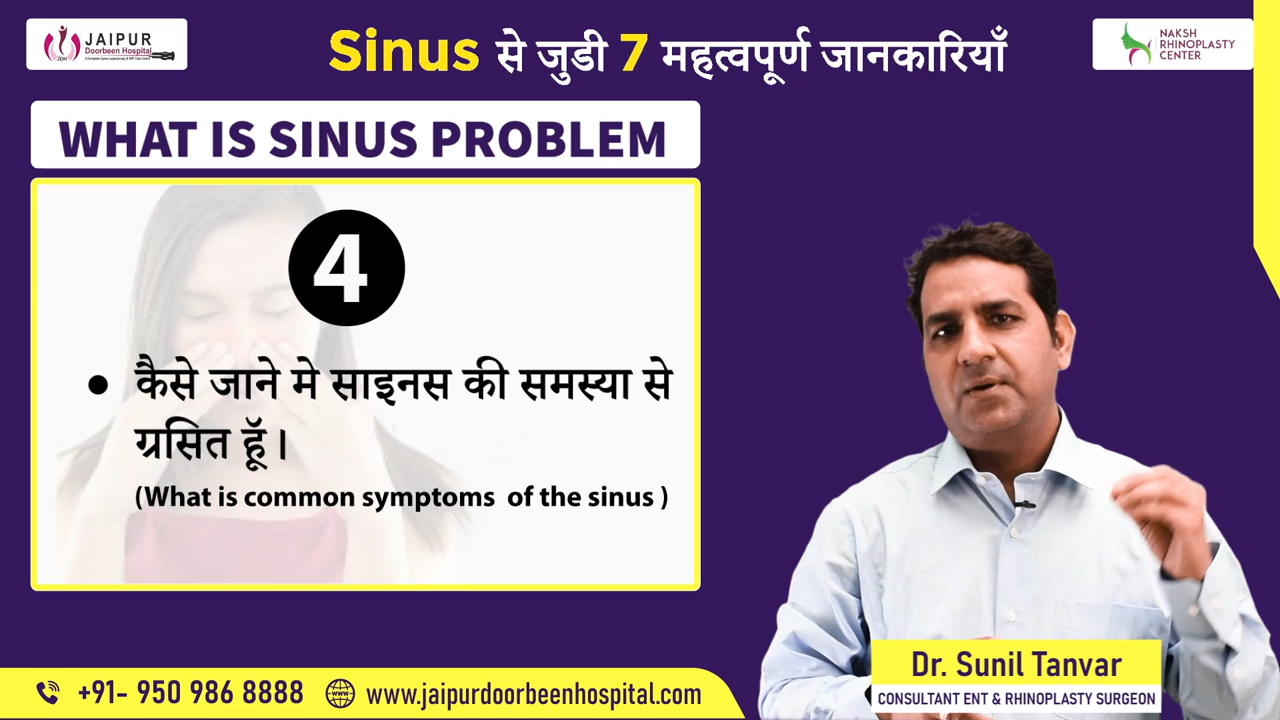 JAIPUR
Doorbeen Hospital
JDH
Sinus से जुडी 7 महत्वपूर्ण जानकारियाँ
NAKSH
RHINOPLASTY
CENTER
WHAT IS SINUS PROBLEM
4
• कैसे जाने मे साइनस की समस्या से
ग्रसित हूॅ।
(What is common symptoms of the sinus )
Dr. Sunil Tanvar
CONSULTANT ENT & RHINOPLASTY SURGEON
+91- 950 986 8888
www.jaipurdoorbeenhospital.com